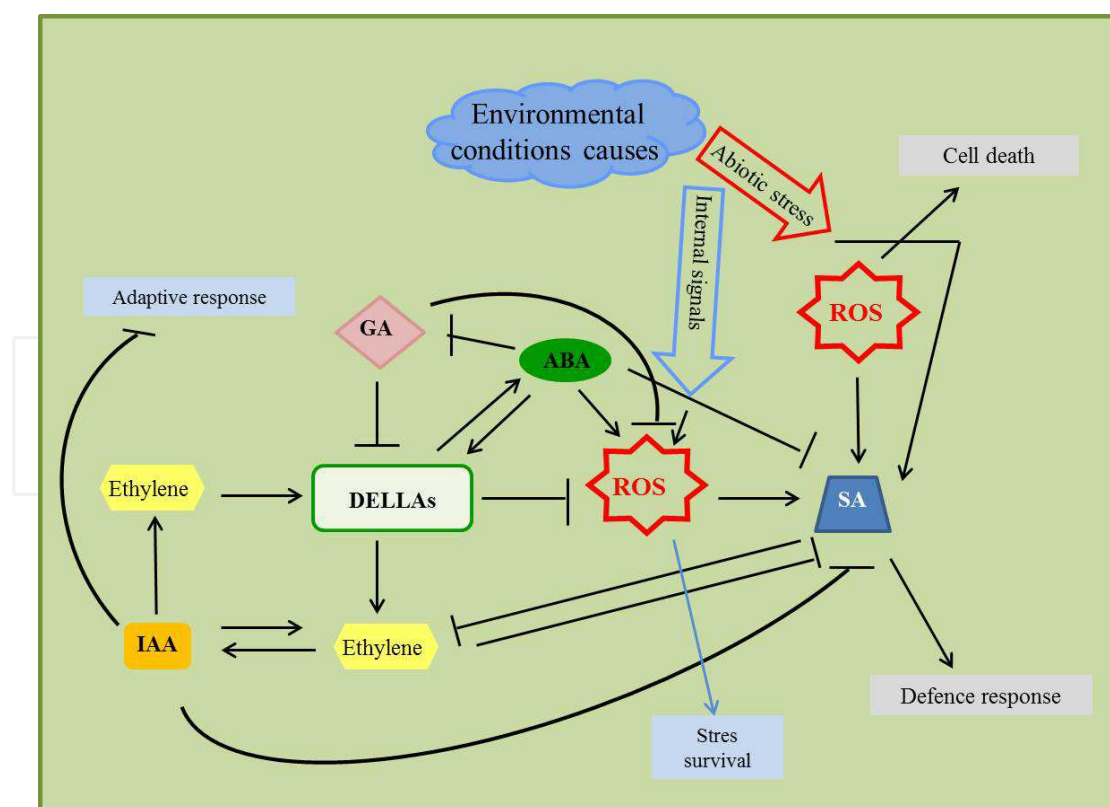 Environmental
conditions causes
Abiotic stress
Cell death
Internal signals
Adaptive response
GA
ABA
ROS
Ethylene
DELLAs
ROS
SA
IAA
Ethylene
Defence response
Stres
survival